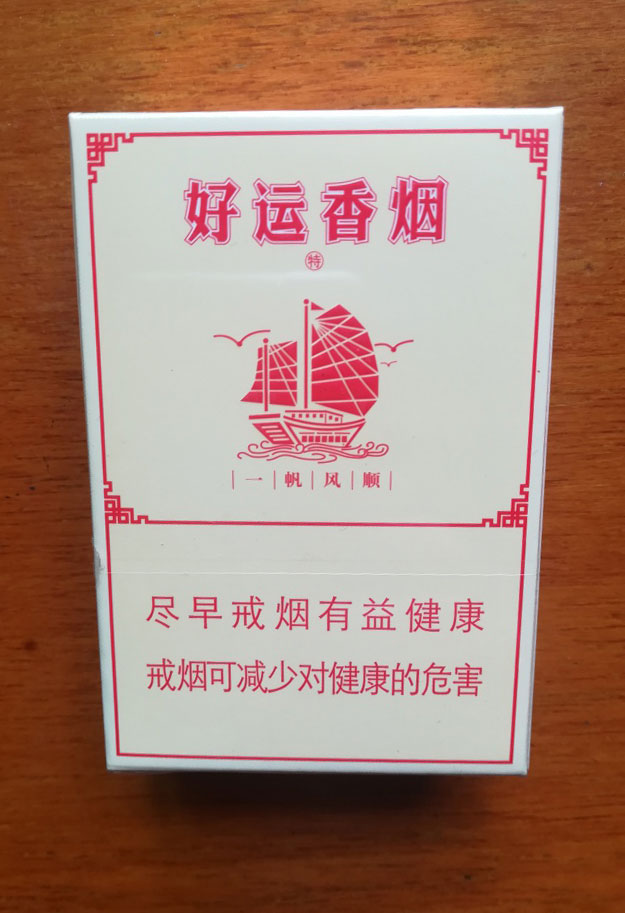 好运香烟
特
一帆风顺
尽早戒烟有益健康
戒烟可减少对健康的危害